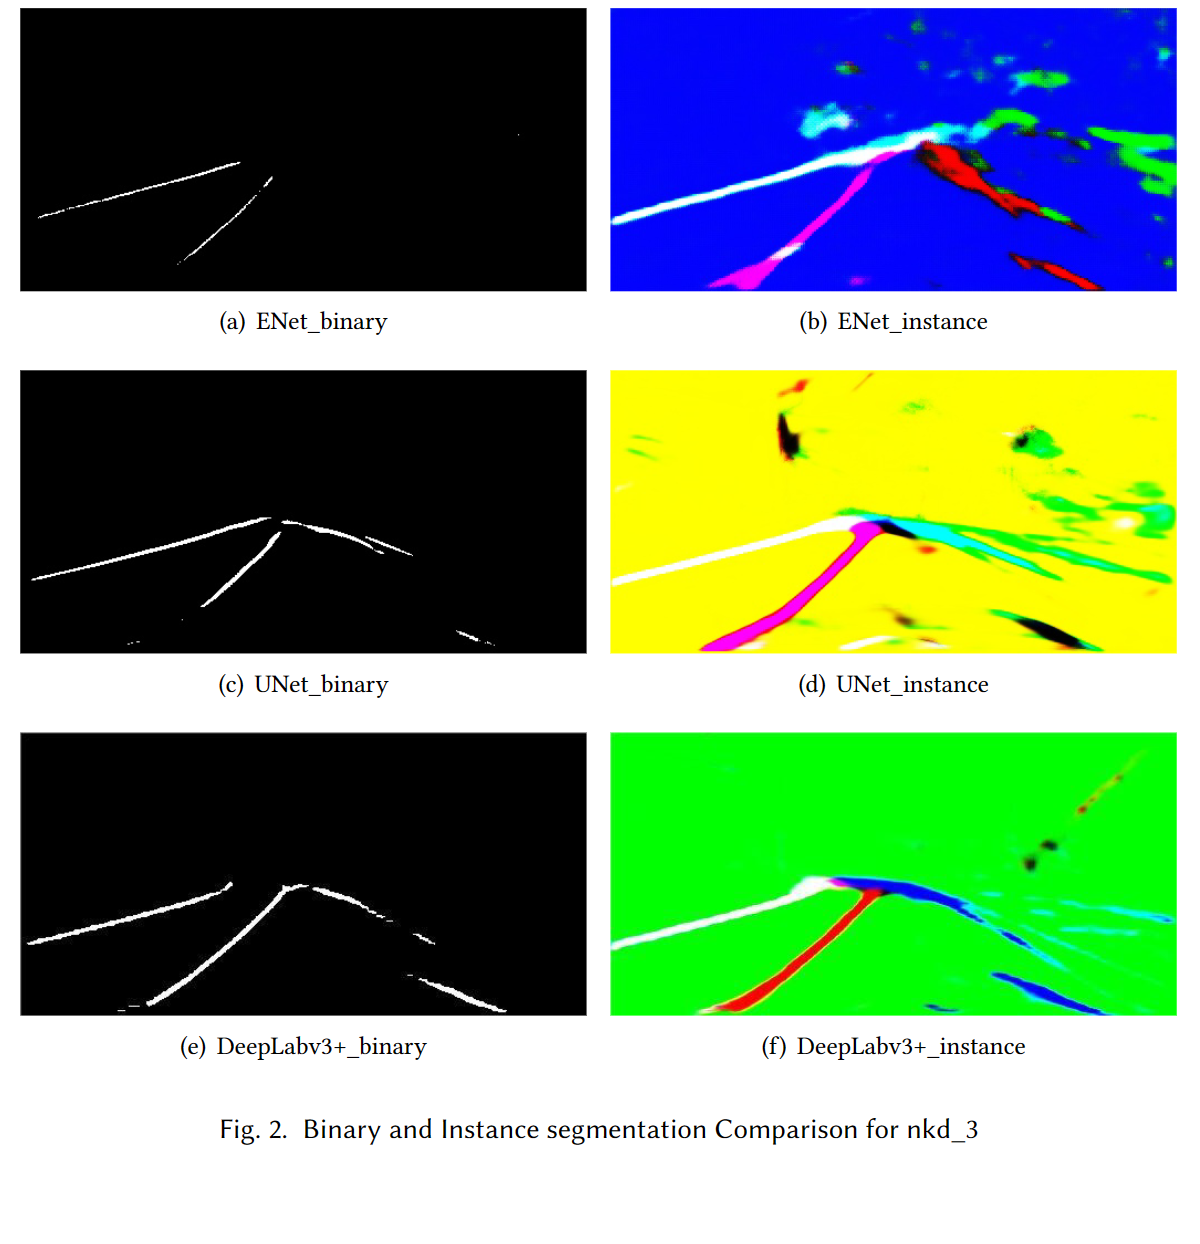 (a) ENet_binary
(b) ENet_instance
(c) UNet_binary
(d) UNet_instance
(e) DeepLabv3+_binary
(f) DeepLabv3+_instance
Fig. 2. Binary and Instance segmentation Comparison for nkd_3